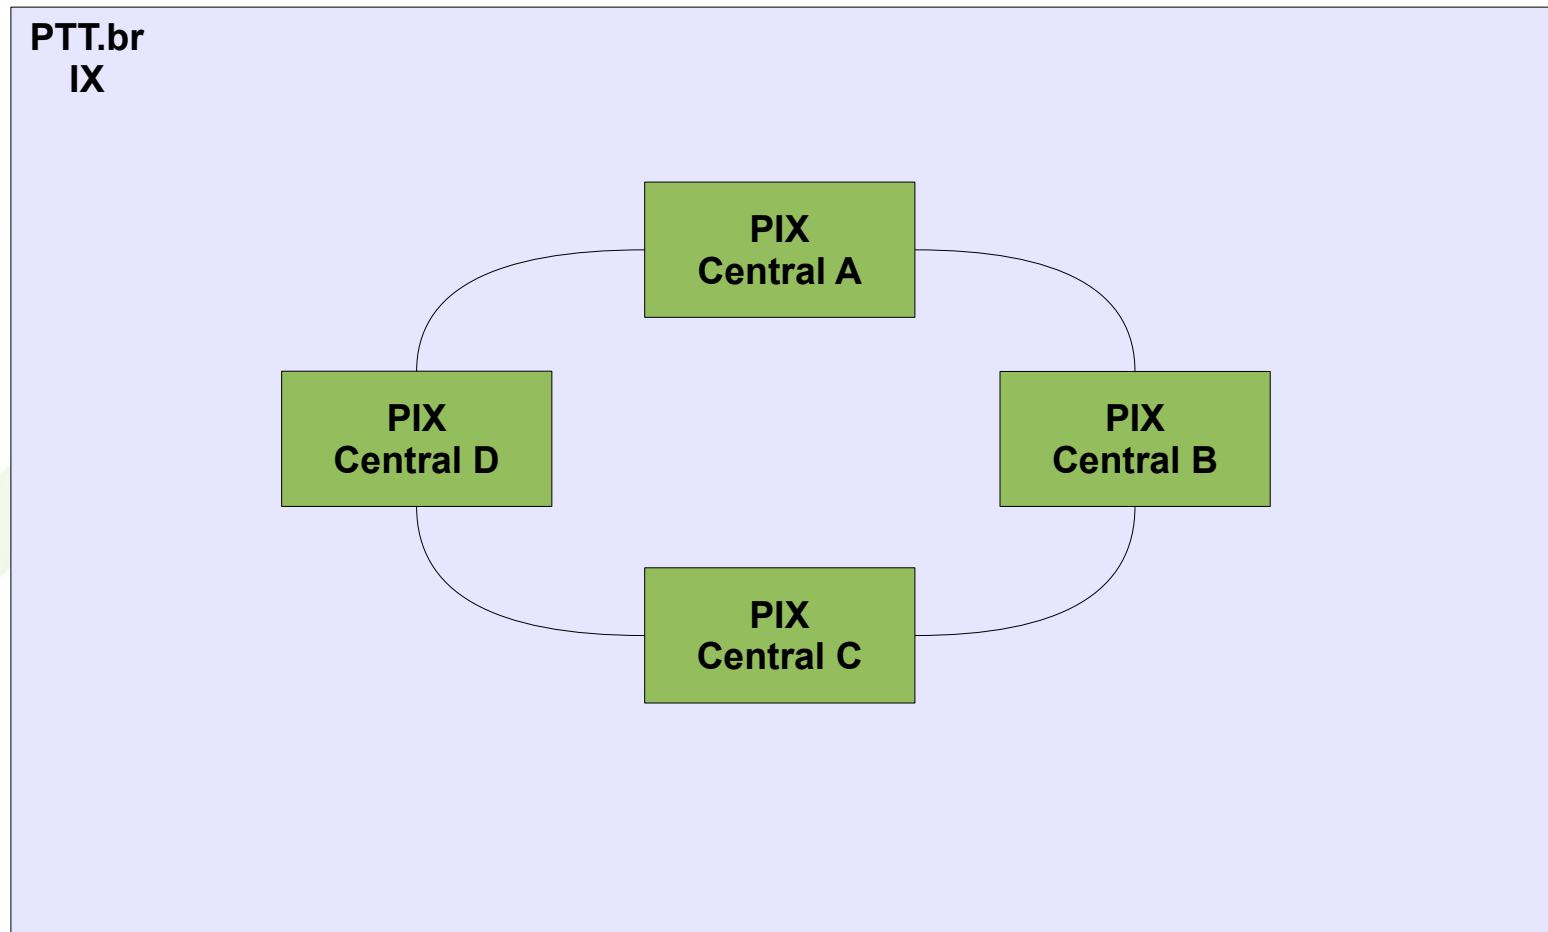 PTT.br
IX
PIX
Central A
PIX
Central D
PIX
Central B
PIX
Central C